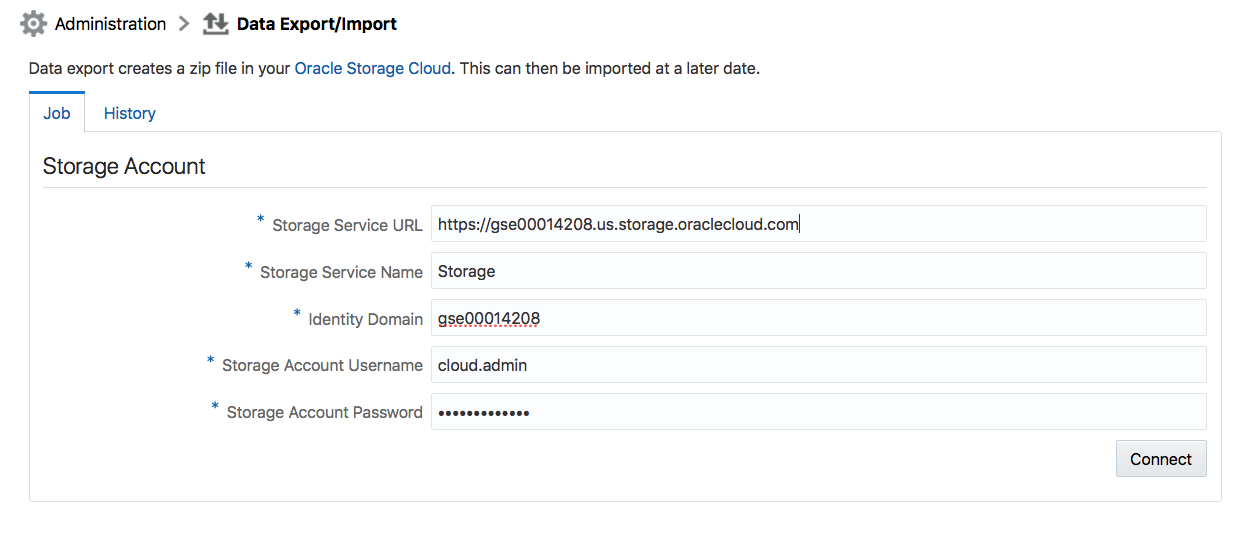 Administration > Data Export/Import
Data export creates a zip file in your Oracle Storage Cloud. This can then be imported at a later date.
Job History
Storage Account
* Storage Service URL https://gse00014208.us.storage.oraclecloud.com
* Storage Service Name Storage
* Identity Domain gse00014208
* Storage Account Username cloud.admin
* Storage Account Password •••••••••••••
Connect